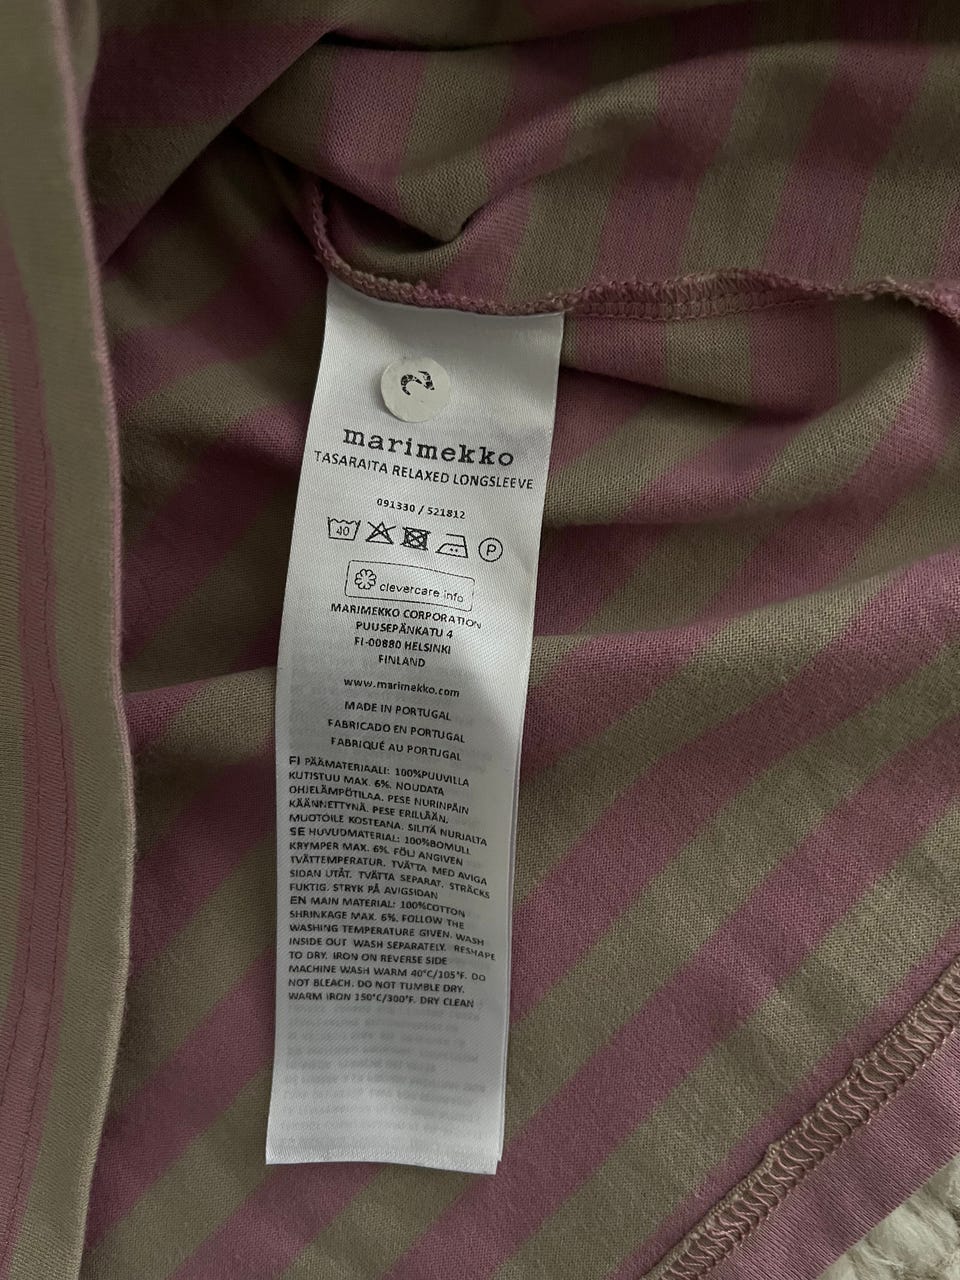 marimekko
TASARAITA RELAXED LONGSLEEVE
091330 / 521812
40
P
clevercare.info
MARIMEKKO CORPORATION
PUUSEPÄNKATU 4
FI-00880 HELSINKI
FINLAND
www.marimekko.com
MADE IN PORTUGAL
FABRICADO EN PORTUGAL
FABRIQUÉ AU PORTUGAL
FI PÄÄMATERIAALI: 100%PUUVILLA
KUTISTUU MAX. 6%. NOUDATA
OHJELÄMPÖTILAA. PESE NURINPÄIN
KÄÄNNETTYNÄ. PESE ERILLÄÄN.
MUOTOILE KOSTEANA. SILITÄ NURJALTA
SE HUVUDMATERIAL: 100%BOMULL
KRYMPER MAX. 6%. FÖLJ ANGIVEN
TVÄTTEMPERATUR. TVÄTTA MED AVIGA
SIDAN UTÅT. TVÄTTA SEPARAT. STRÄCKS
FUKTIG. STRYK PÅ AVIGSIDAN
EN MAIN MATERIAL: 100%COTTON
SHRINKAGE MAX. 6%. FOLLOW THE
WASHING TEMPERATURE GIVEN. WASH
INSIDE OUT WASH SEPARATELY. RESHAPE
TO DRY. IRON ON REVERSE SIDE
MACHINE WASH WARM 40°C/105°F. DO
NOT BLEACH. DO NOT TUMBLE DRY.
WARM IRON 150°C/300°F. DRY CLEAN